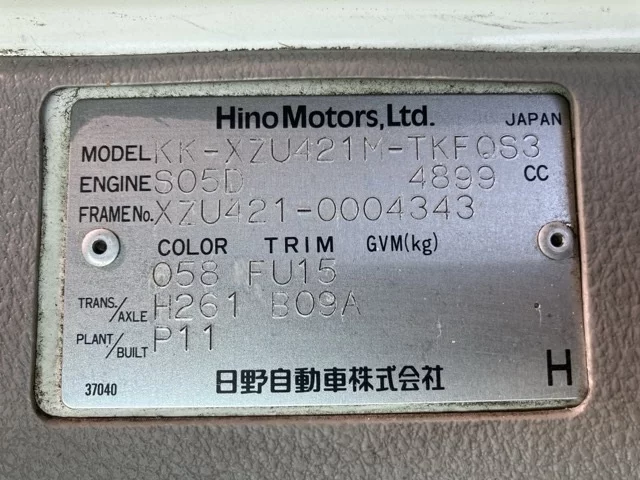 Hino Motors, Ltd. JAPAN
MODEL KK-XZU421M-TKFQS3
ENGINE S05D 4899 CC
FRAME No. XZU421-0004343
COLOR TRIM GVM(kg)
058 FU15
TRANS./AXLE H261 B09A
PLANT/BUILT P11
37040 日野自動車株式会社 H